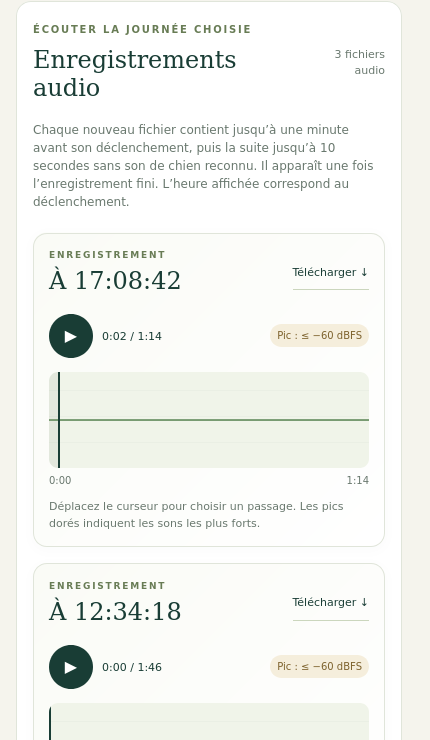 ÉCOUTER LA JOURNÉE CHOISIE
Enregistrements
audio
3 fichiers
audio
Chaque nouveau fichier contient jusqu’à une minute
avant son déclenchement, puis la suite jusqu’à 10
secondes sans son de chien reconnu. Il apparaît une fois
l’enregistrement fini. L’heure affichée correspond au
déclenchement.
ENREGISTREMENT
À 17:08:42
Télécharger ↓
▶ 0:02 / 1:14
Pic : ≤ −60 dBFS
0:00 1:14
Déplacez le curseur pour choisir un passage. Les pics
dorés indiquent les sons les plus forts.
ENREGISTREMENT
À 12:34:18
Télécharger ↓
▶ 0:00 / 1:46
Pic : ≤ −60 dBFS